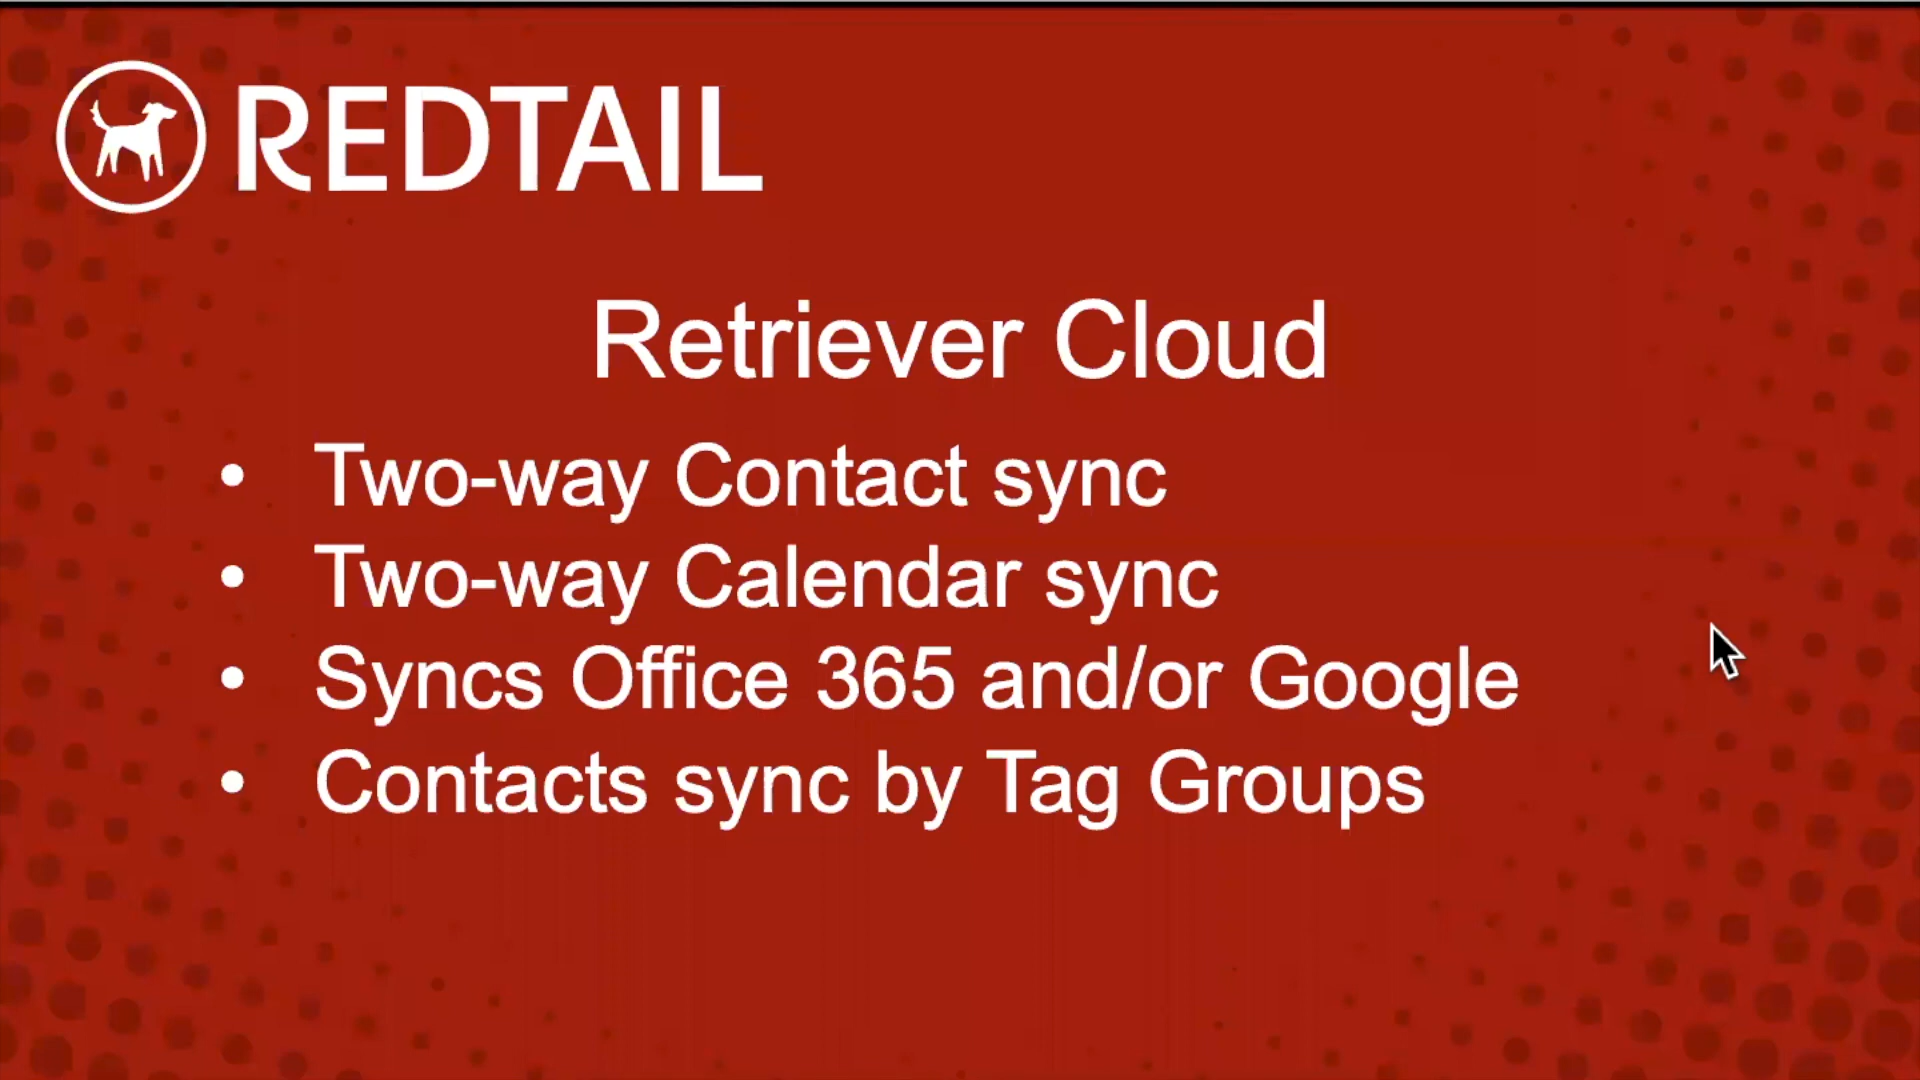 REDTAIL
Retriever Cloud
• Two-way Contact sync
• Two-way Calendar sync
• Syncs Office 365 and/or Google
• Contacts sync by Tag Groups